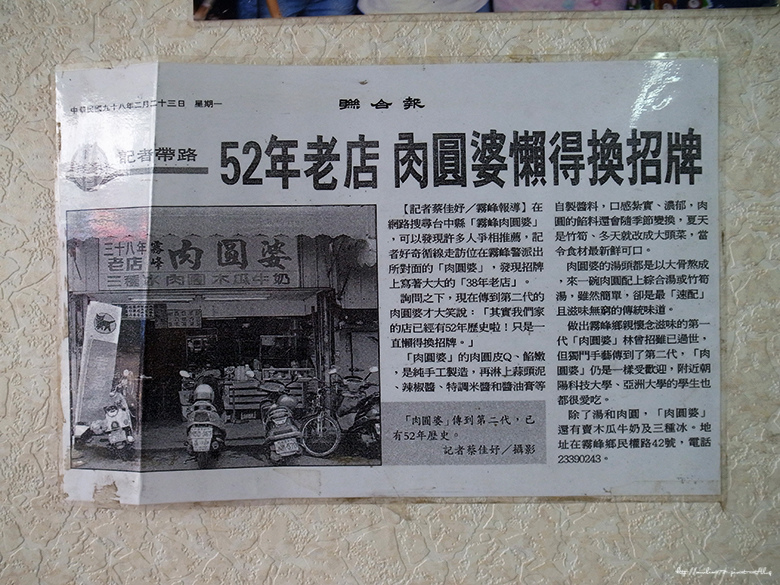 中華民國九十八年二月二十三日 星期一
聯合報
記者帶路
52年老店 肉圓婆懶得換招牌
三十八年老店
霧峰
肉圓婆
三種冰 肉圓 木瓜牛奶
【記者蔡佳妤／霧峰報導】在
網路搜尋台中縣「霧峰肉圓婆」
，可以發現許多人爭相推薦，記
者好奇循線走訪位在霧峰警派出
所對面的「肉圓婆」，發現招牌
上寫著大大的「38年老店」。
詢問之下，現在傳到第二代的
肉圓婆才大笑說：「其實我們家
的店已經有52年歷史啦！只是一
直懶得換招牌。」
「肉圓婆」的肉圓皮Q、餡嫩
，是純手工製造，再淋上蒜頭泥
、辣椒醬、特調米醬和醬油膏等
自製醬料，口感紮實、濃郁，肉
圓的餡料還會隨季節變換，夏天
是竹筍、冬天就改成大頭菜，當
令食材最新鮮可口。
肉圓婆的湯頭都是以大骨熬成
，來一碗肉圓配上綜合湯或竹筍
湯，雖然簡單，卻是最「速配」
且滋味無窮的傳統味道。
做出霧峰鄉親懷念滋味的第一
代「肉圓婆」林曾招雖已過世，
但獨門手藝傳到了第二代，「肉
圓婆」仍是一樣受歡迎，附近朝
陽科技大學、亞洲大學的學生也
都很愛吃。
除了湯和肉圓，「肉圓婆」
還有賣木瓜牛奶及三種冰。地
址在霧峰鄉民權路42號，電話
23390243。
「肉圓婆」傳到第二代，已
有52年歷史。
記者蔡佳妤／攝影